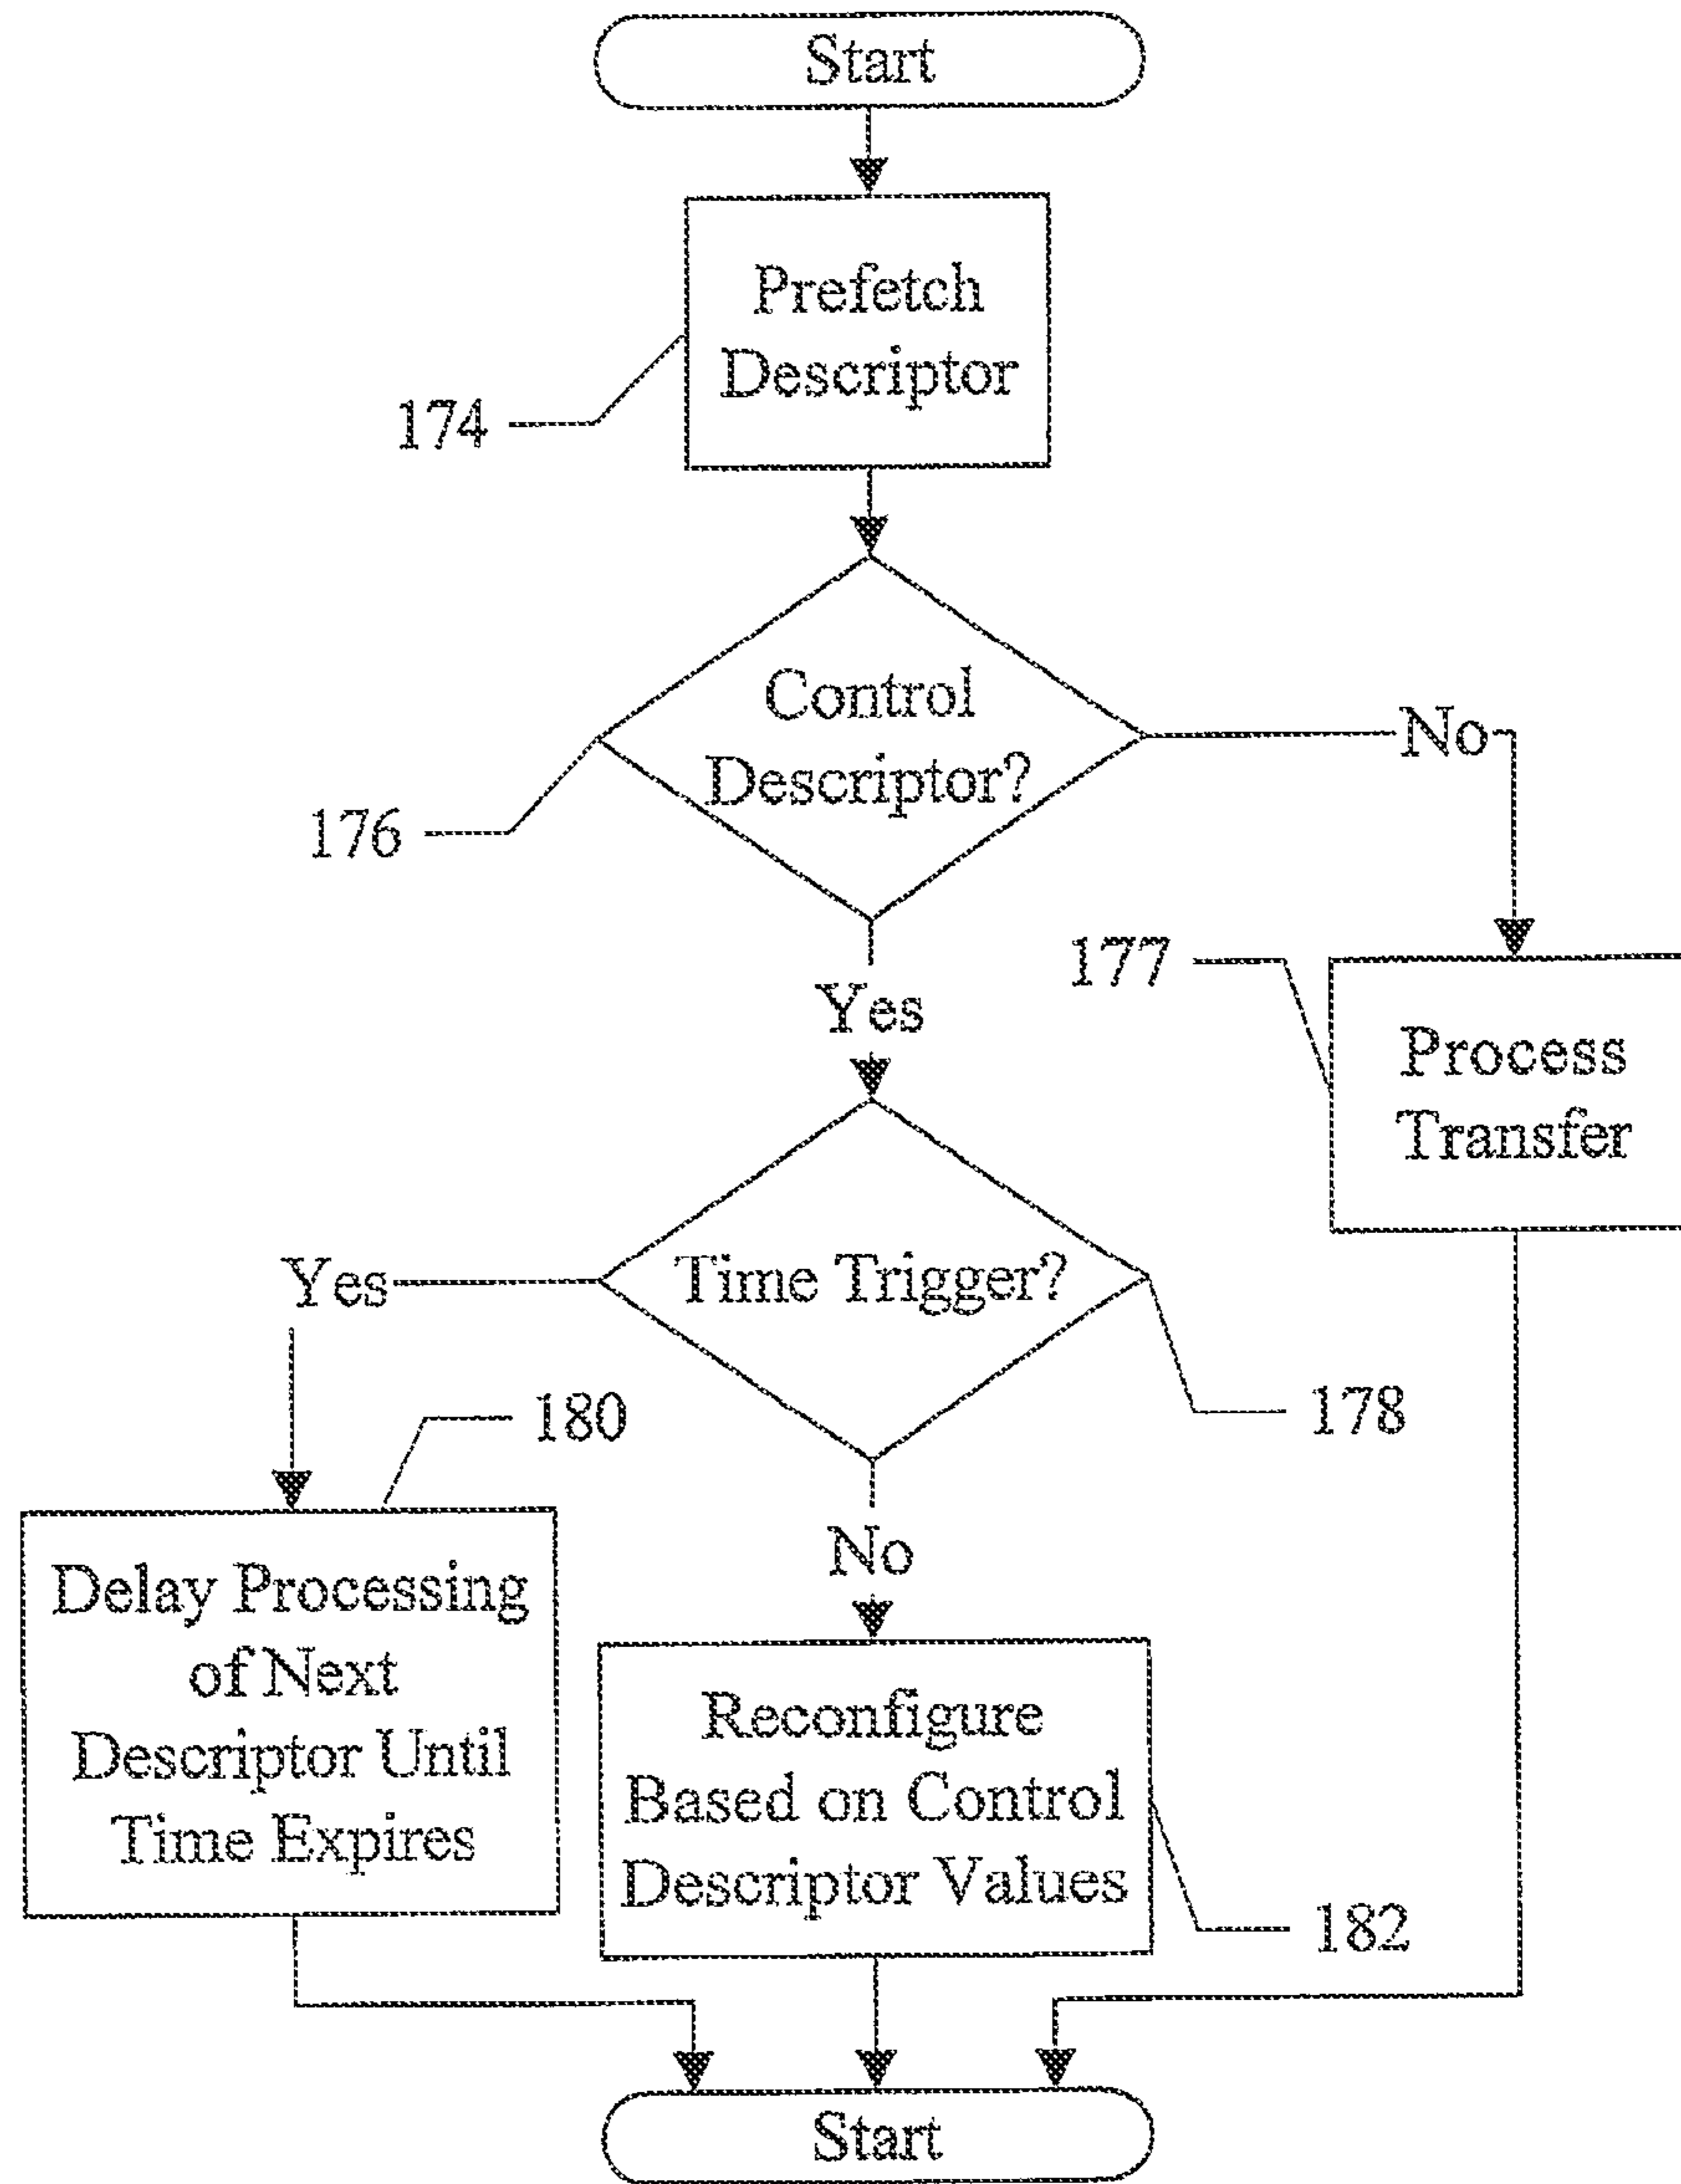 Start
Prefetch
Descriptor
174
Control
Descriptor?
No
176
177
Yes
Process
Transfer
Time Trigger?
Yes
178
180
No
Delay Processing
of Next
Descriptor Until
Time Expires
Reconfigure
Based on Control
Descriptor Values
182
Start